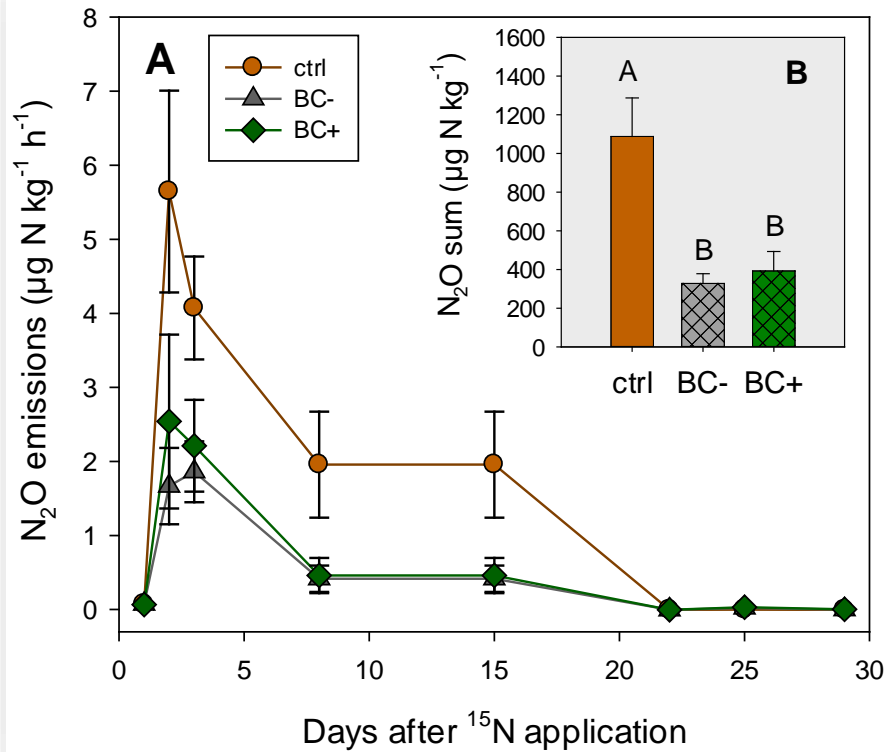 A
ctrl
BC-
BC+
N₂O emissions (µg N kg⁻¹ h⁻¹)
8
7
6
5
4
3
2
1
0
0 5 10 15 20 25 30
Days after ¹⁵N application
B
N₂O sum (µg N kg⁻¹)
1600
1400
1200
1000
800
600
400
200
0
A
B
B
ctrl BC- BC+